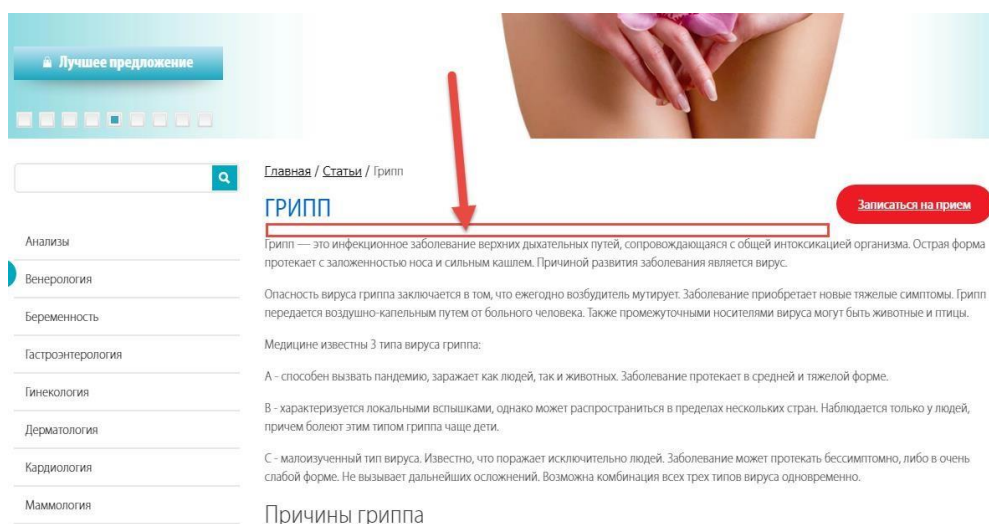 Лучшее предложение
Главная / Статьи / Грипп
ГРИПП
Записаться на прием
Анализы
Венерология
Беременность
Гастроэнтерология
Гинекология
Дерматология
Кардиология
Маммология
Грипп — это инфекционное заболевание верхних дыхательных путей, сопровождающаяся с общей интоксикацией организма. Острая форма
протекает с заложенностью носа и сильным кашлем. Причиной развития заболевания является вирус.
Опасность вируса гриппа заключается в том, что ежегодно возбудитель мутирует. Заболевание приобретает новые тяжелые симптомы. Грипп
передается воздушно-капельным путем от больного человека. Также промежуточными носителями вируса могут быть животные и птицы.
Медицине известны 3 типа вируса гриппа:
А - способен вызвать пандемию, заражает как людей, так и животных. Заболевание протекает в средней и тяжелой форме.
В - характеризуется локальными вспышками, однако может распространиться в пределах нескольких стран. Наблюдается только у людей,
причем болеют этим типом гриппа чаще дети.
С - малоизученный тип вируса. Известно, что поражает исключительно людей. Заболевание может протекать бессимптомно, либо в очень
слабой форме. Не вызывает дальнейших осложнений. Возможна комбинация всех трех типов вируса одновременно.
Причины гриппа